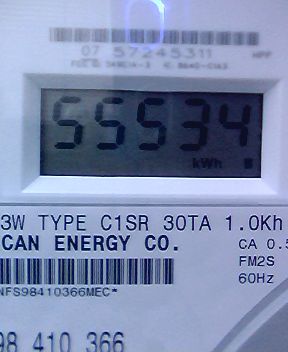 07 57245311
55534
kWh
3W TYPE C1SR 30TA 1.0Kh
CAN ENERGY CO.
CA 0.5
FM2S
60Hz
NFS98410366MEC*
98 410 366